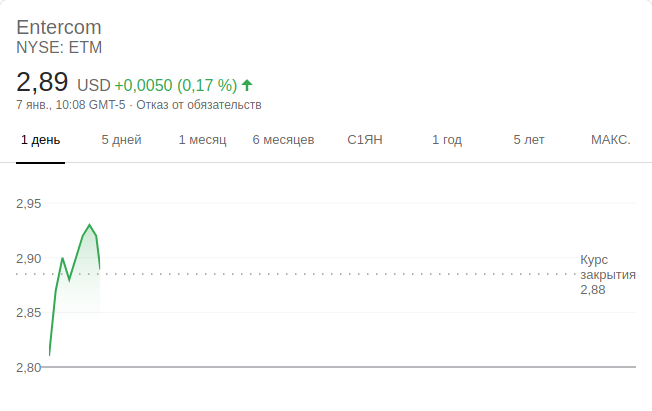 Entercom
NYSE: ETM
2,89 USD +0,0050 (0,17 %)
7 янв., 10:08 GMT-5 · Отказ от обязательств
1 день 5 дней 1 месяц 6 месяцев С1ЯН 1 год 5 лет МАКС.
2,95
2,90
Курс
закрытия
2,88
2,85
2,80